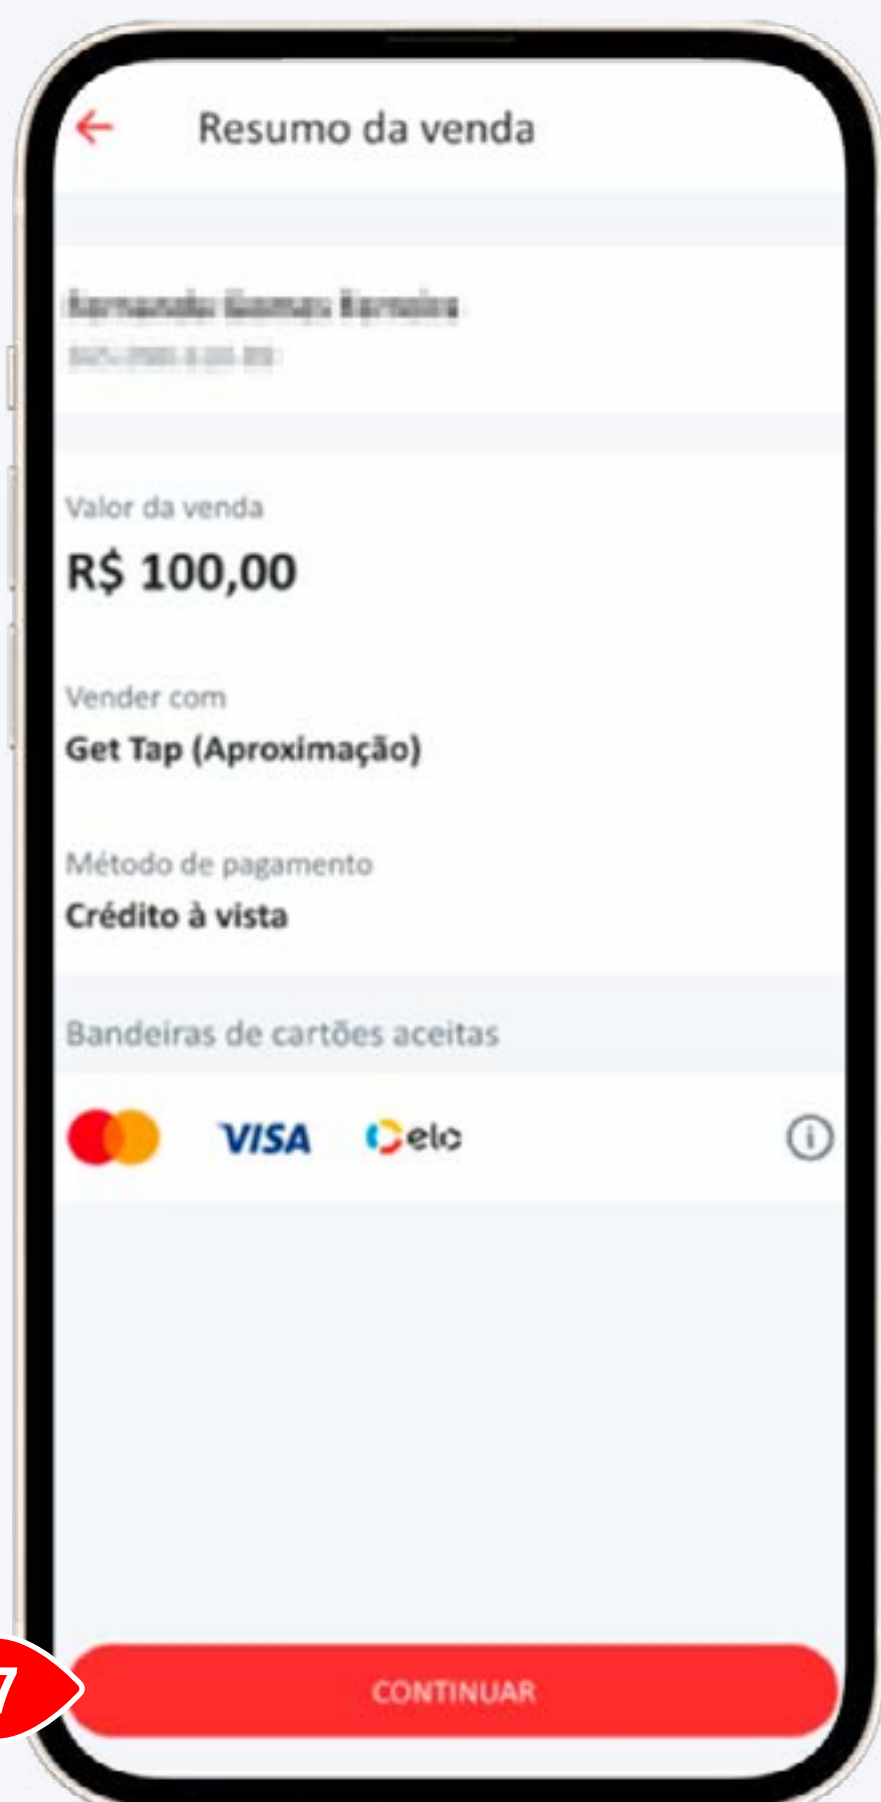 Resumo da venda
Valor da venda
R$ 100,00
Vender com
Get Tap (Aproximação)
Método de pagamento
Crédito à vista
Bandeiras de cartões aceitas
VISA elo
CONTINUAR
7